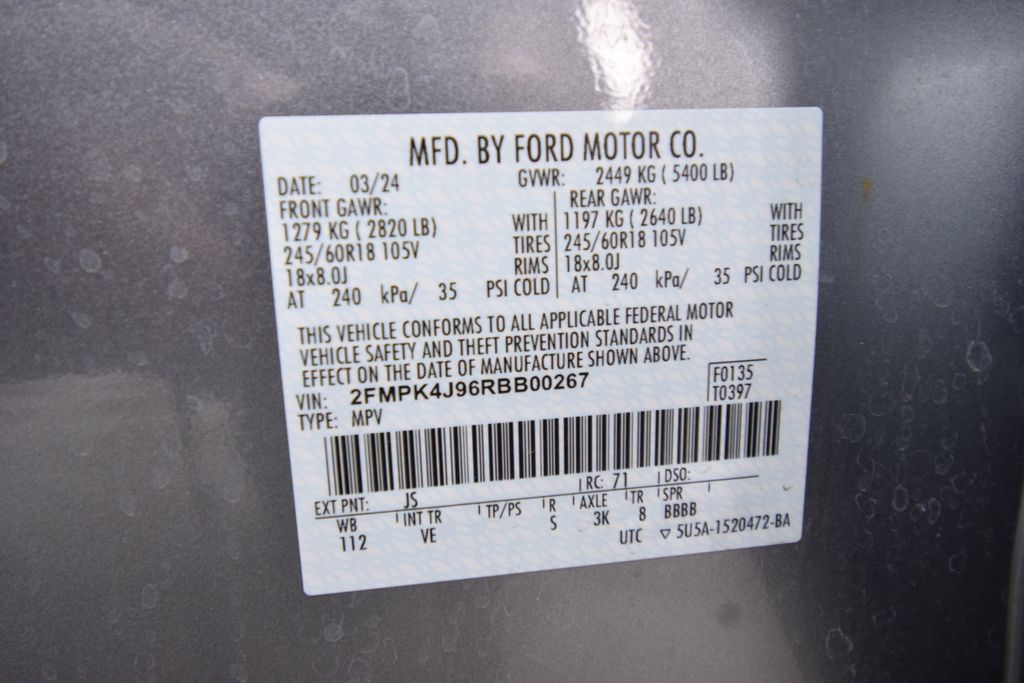 MFD. BY FORD MOTOR CO.
DATE: 03/24 GVWR: 2449 KG ( 5400 LB)
FRONT GAWR: REAR GAWR:
1279 KG ( 2820 LB) WITH 1197 KG ( 2640 LB) WITH
245/60R18 105V TIRES 245/60R18 105V TIRES
18x8.0J RIMS 18x8.0J RIMS
AT 240 kPa/ 35 PSI COLD AT 240 kPa/ 35 PSI COLD
THIS VEHICLE CONFORMS TO ALL APPLICABLE FEDERAL MOTOR
VEHICLE SAFETY AND THEFT PREVENTION STANDARDS IN
EFFECT ON THE DATE OF MANUFACTURE SHOWN ABOVE.
VIN: 2FMPK4J96RBB00267 F0135
TYPE: MPV T0397
EXT PNT: JS RC: 71 DSO:
WB INT TR TP/PS R AXLE TR SPR
112 VE S 3K 8 BBBB
UTC ▽ 5U5A-1520472-BA